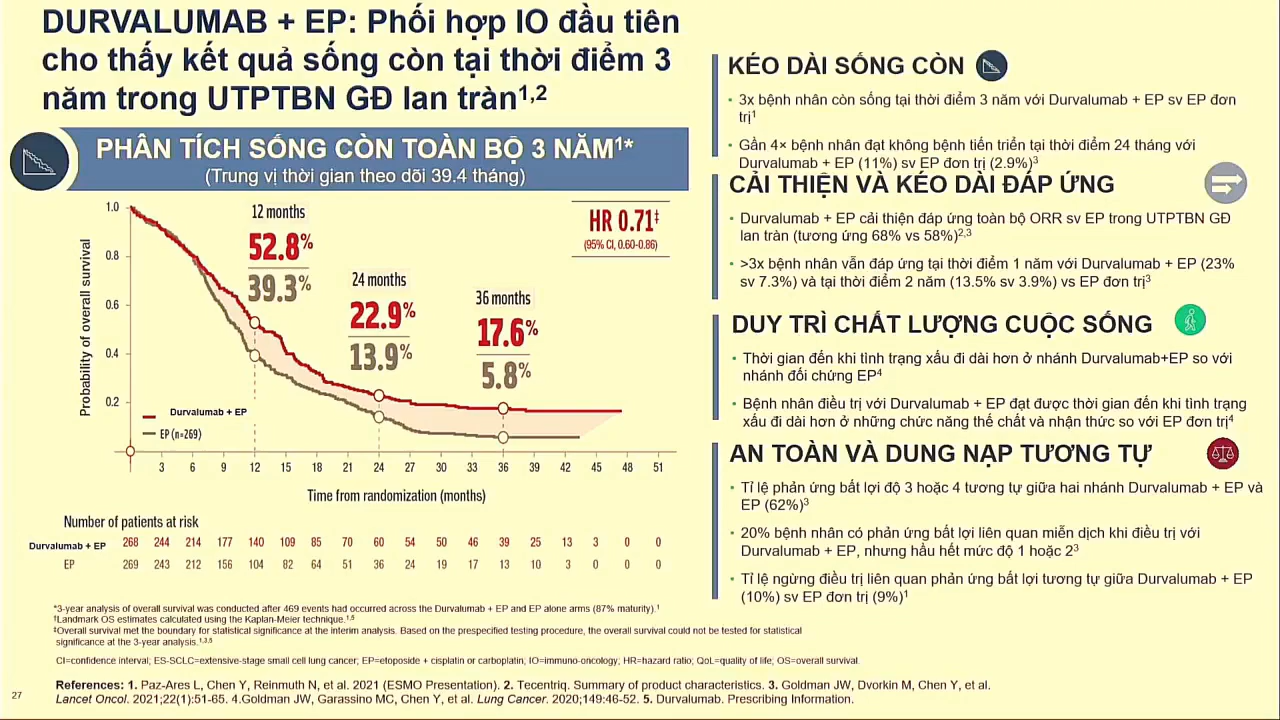 DURVALUMAB + EP: Phối hợp IO đầu tiên
cho thấy kết quả sống còn tại thời điểm 3
năm trong UTPTBN GĐ lan tràn1,2
PHÂN TÍCH SỐNG CÒN TOÀN BỘ 3 NĂM1*
(Trung vị thời gian theo dõi 39.4 tháng)
Probability of overall survival
1.0
0.8
0.6
0.4
0.2
12 months
52.8%
39.3%
24 months
22.9%
13.9%
36 months
17.6%
5.8%
HR 0.71‡
(95% CI, 0.60-0.86)
Durvalumab + EP
EP (n=269)
3 6 9 12 15 18 21 24 27 30 33 36 39 42 45 48 51
Time from randomization (months)
Number of patients at risk
Durvalumab + EP 268 244 214 177 140 109 85 70 60 54 50 46 39 25 13 3 0 0
EP 269 243 212 156 104 82 64 51 36 24 19 17 13 10 3 0 0 0
*3-year analysis of overall survival was conducted after 469 events had occurred across the Durvalumab + EP and EP alone arms (87% maturity).1
†Landmark OS estimates calculated using the Kaplan-Meier technique.1,5
‡Overall survival met the boundary for statistical significance at the interim analysis. Based on the prespecified testing procedure, the overall survival could not be tested for statistical
significance at the 3-year analysis.1,3,5
CI=confidence interval; ES-SCLC=extensive-stage small cell lung cancer; EP=etoposide + cisplatin or carboplatin; IO=immuno-oncology; HR=hazard ratio; QoL=quality of life; OS=overall survival.
References: 1. Paz-Ares L, Chen Y, Reinmuth N, et al. 2021 (ESMO Presentation). 2. Tecentriq. Summary of product characteristics. 3. Goldman JW, Dvorkin M, Chen Y, et al.
Lancet Oncol. 2021;22(1):51-65. 4.Goldman JW, Garassino MC, Chen Y, et al. Lung Cancer. 2020;149:46-52. 5. Durvalumab. Prescribing Information.
27
KÉO DÀI SỐNG CÒN
• 3x bệnh nhân còn sống tại thời điểm 3 năm với Durvalumab + EP sv EP đơn
trị1
• Gần 4× bệnh nhân đạt không bệnh tiến triển tại thời điểm 24 tháng với
Durvalumab + EP (11%) sv EP đơn trị (2.9%)3
CẢI THIỆN VÀ KÉO DÀI ĐÁP ỨNG
• Durvalumab + EP cải thiện đáp ứng toàn bộ ORR sv EP trong UTPTBN GĐ
lan tràn (tương ứng 68% vs 58%)2,3
• >3x bệnh nhân vẫn đáp ứng tại thời điểm 1 năm với Durvalumab + EP (23%
sv 7.3%) và tại thời điểm 2 năm (13.5% sv 3.9%) vs EP đơn trị3
DUY TRÌ CHẤT LƯỢNG CUỘC SỐNG
• Thời gian đến khi tình trạng xấu đi dài hơn ở nhánh Durvalumab+EP so với
nhánh đối chứng EP4
• Bệnh nhân điều trị với Durvalumab + EP đạt được thời gian đến khi tình trạng
xấu đi dài hơn ở những chức năng thể chất và nhận thức so với EP đơn trị4
AN TOÀN VÀ DUNG NẠP TƯƠNG TỰ
• Tỉ lệ phản ứng bất lợi độ 3 hoặc 4 tương tự giữa hai nhánh Durvalumab + EP và
EP (62%)3
• 20% bệnh nhân có phản ứng bất lợi liên quan miễn dịch khi điều trị với
Durvalumab + EP, nhưng hầu hết mức độ 1 hoặc 23
• Tỉ lệ ngừng điều trị liên quan phản ứng bất lợi tương tự giữa Durvalumab + EP
(10%) sv EP đơn trị (9%)1